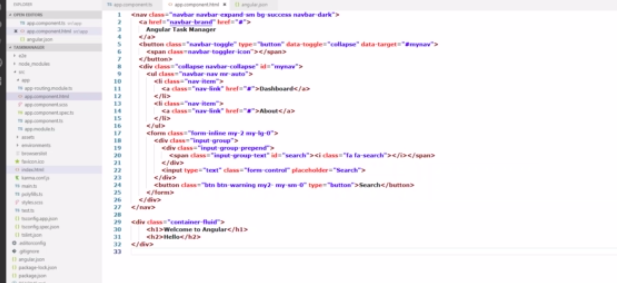 EXPLORER
OPEN EDITORS
app.component.ts src\app
app.component.html src\app
angular.json
TASKMANAGER
e2e
node_modules
src
app
app-routing.module.ts
app.component.html
app.component.scss
app.component.spec.ts
app.component.ts
app.module.ts
assets
environments
browserslist
favicon.ico
index.html
karma.conf.js
main.ts
polyfills.ts
styles.scss
test.ts
tsconfig.app.json
tsconfig.spec.json
tslint.json
.editorconfig
.gitignore
angular.json
package-lock.json
package.json
app.component.ts
app.component.html
angular.json
1 <nav class="navbar navbar-expand-sm bg-success navbar-dark">
2 <a href="navbar-brand" href="#">
3 Angular Task Manager
4 </a>
5 <button class="navbar-toggle" type="button" data-toggle="collapse" data-target="#mynav">
6 <span class="navbar-toggler-icon"></span>
7 </button>
8 <div class="collapse navbar-collapse" id="mynav">
9 <ul class="navbar-nav mr-auto">
10 <li class="nav-item">
11 <a class="nav-link" href="#">Dashboard</a>
12 </li>
13 <li class="nav-item">
14 <a class="nav-link" href="#">About</a>
15 </li>
16 </ul>
17 <form class="form-inline my-2 my-lg-0">
18 <div class="input-group">
19 <div class="input-group-prepend">
20 <span class="input-group-text" id="search"><i class="fa fa-search"></i></span>
21 </div>
22 <input type="text" class="form-control" placeholder="Search">
23 </div>
24 <button class="btn btn-warning my2- my-sm-0" type="button">Search</button>
25 </form>
26 </div>
27 </nav>
28
29 <div class="container-fluid">
30 <h1>Welcome to Angular</h1>
31 <h2>Hello</h2>
32 </div>
33